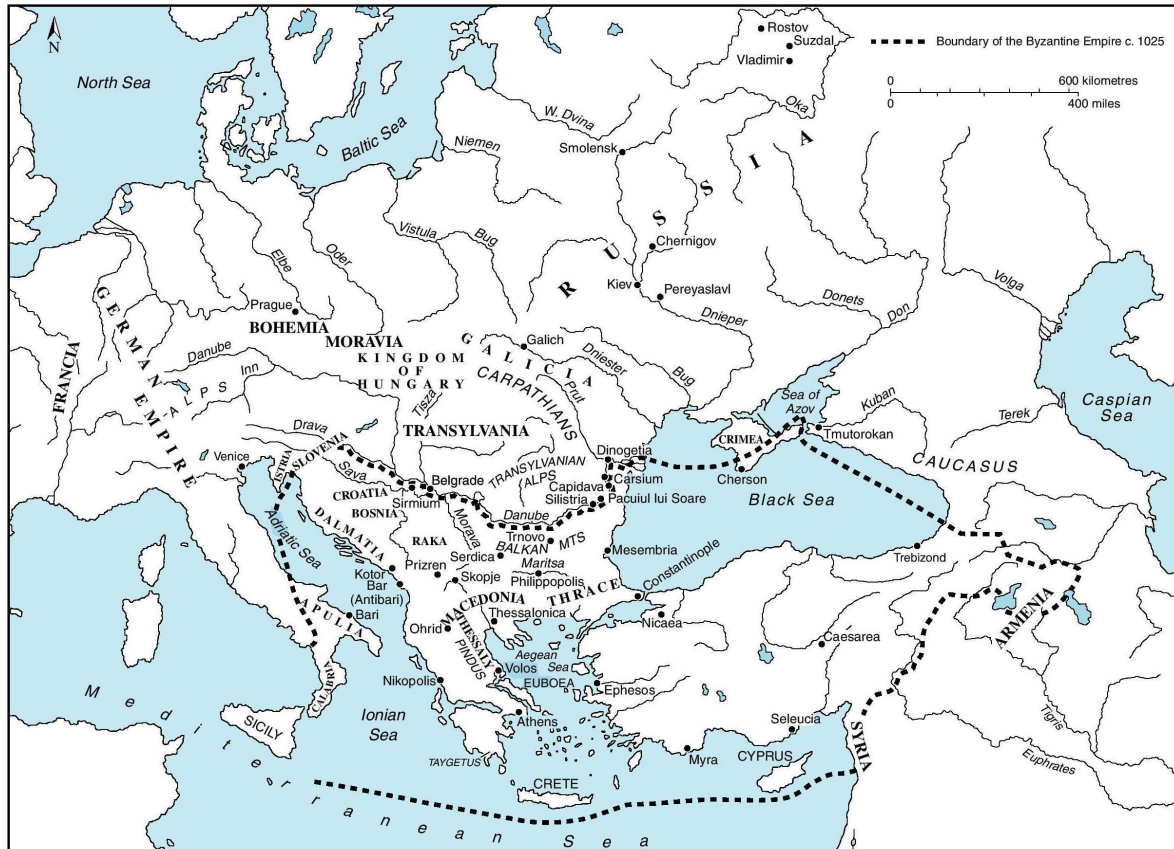 N
North Sea
Baltic Sea
Rostov
Suzdal
Vladimir
Boundary of the Byzantine Empire c. 1025
0 600 kilometres
0 400 miles
Oka
W. Dvina
Smolensk
Niemen
R U S S I A
Vistula
Bug
Oder
Elbe
Chernigov
Kiev
Pereyaslavl
Dnieper
Donets
Don
Volga
Prague
BOHEMIA
MORAVIA
GERMAN EMPIRE
FRANCIA
Danube
Inn
ALPS
KINGDOM
OF
HUNGARY
Tisza
GALICIA
Galich
CARPATHIANS
Dniester
Prut
Bug
Sea of
Azov
Kuban
Terek
Caspian
Sea
Tmutorokan
CRIMEA
Cherson
CAUCASUS
Black Sea
Drava
TRANSYLVANIA
Venice
ISTRIA
SLOVENIA
Sava
CROATIA
BOSNIA
Sirmium
Belgrade
TRANSYLVANIAN
ALPS
Dinogetia
Carsium
Capidava
Silistria
Pacuiul lui Soare
Danube
Morava
Trnovo
BALKAN MTS
Serdica
Maritsa
Philippopolis
Mesembria
Constantinople
Trebizond
Adriatic Sea
DALMATIA
RAKA
Prizren
Skopje
Kotor
Bar
(Antibari)
APULIA
Bari
MACEDONIA
THRACE
Thessalonica
Nicaea
Caesarea
ARMENIA
Ohrid
THESSALY
PINDUS
Aegean
Sea
Volos
EUBOEA
Ephesos
Nikopolis
CALABRIA
SICILY
Ionian
Sea
Athens
TAYGETUS
CRETE
Myra
Seleucia
CYPRUS
SYRIA
Tigris
Euphrates
Mediterranean Sea